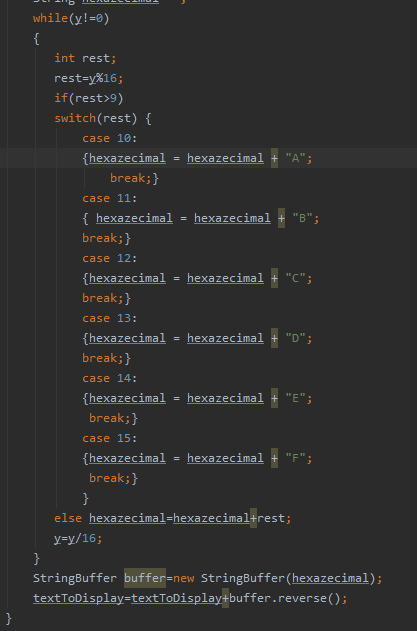 String hexazecimal
while(y!=0)
{
int rest;
rest=y%16;
if(rest>9)
switch(rest) {
case 10:
{hexazecimal = hexazecimal + "A";
break;}
case 11:
{ hexazecimal = hexazecimal + "B";
break;}
case 12:
{hexazecimal = hexazecimal + "C";
break;}
case 13:
{hexazecimal = hexazecimal + "D";
break;}
case 14:
{hexazecimal = hexazecimal + "E";
break;}
case 15:
{hexazecimal = hexazecimal + "F";
break;}
}
else hexazecimal=hexazecimal+rest;
y=y/16;
}
StringBuffer buffer=new StringBuffer(hexazecimal);
textToDisplay=textToDisplay+buffer.reverse();
}